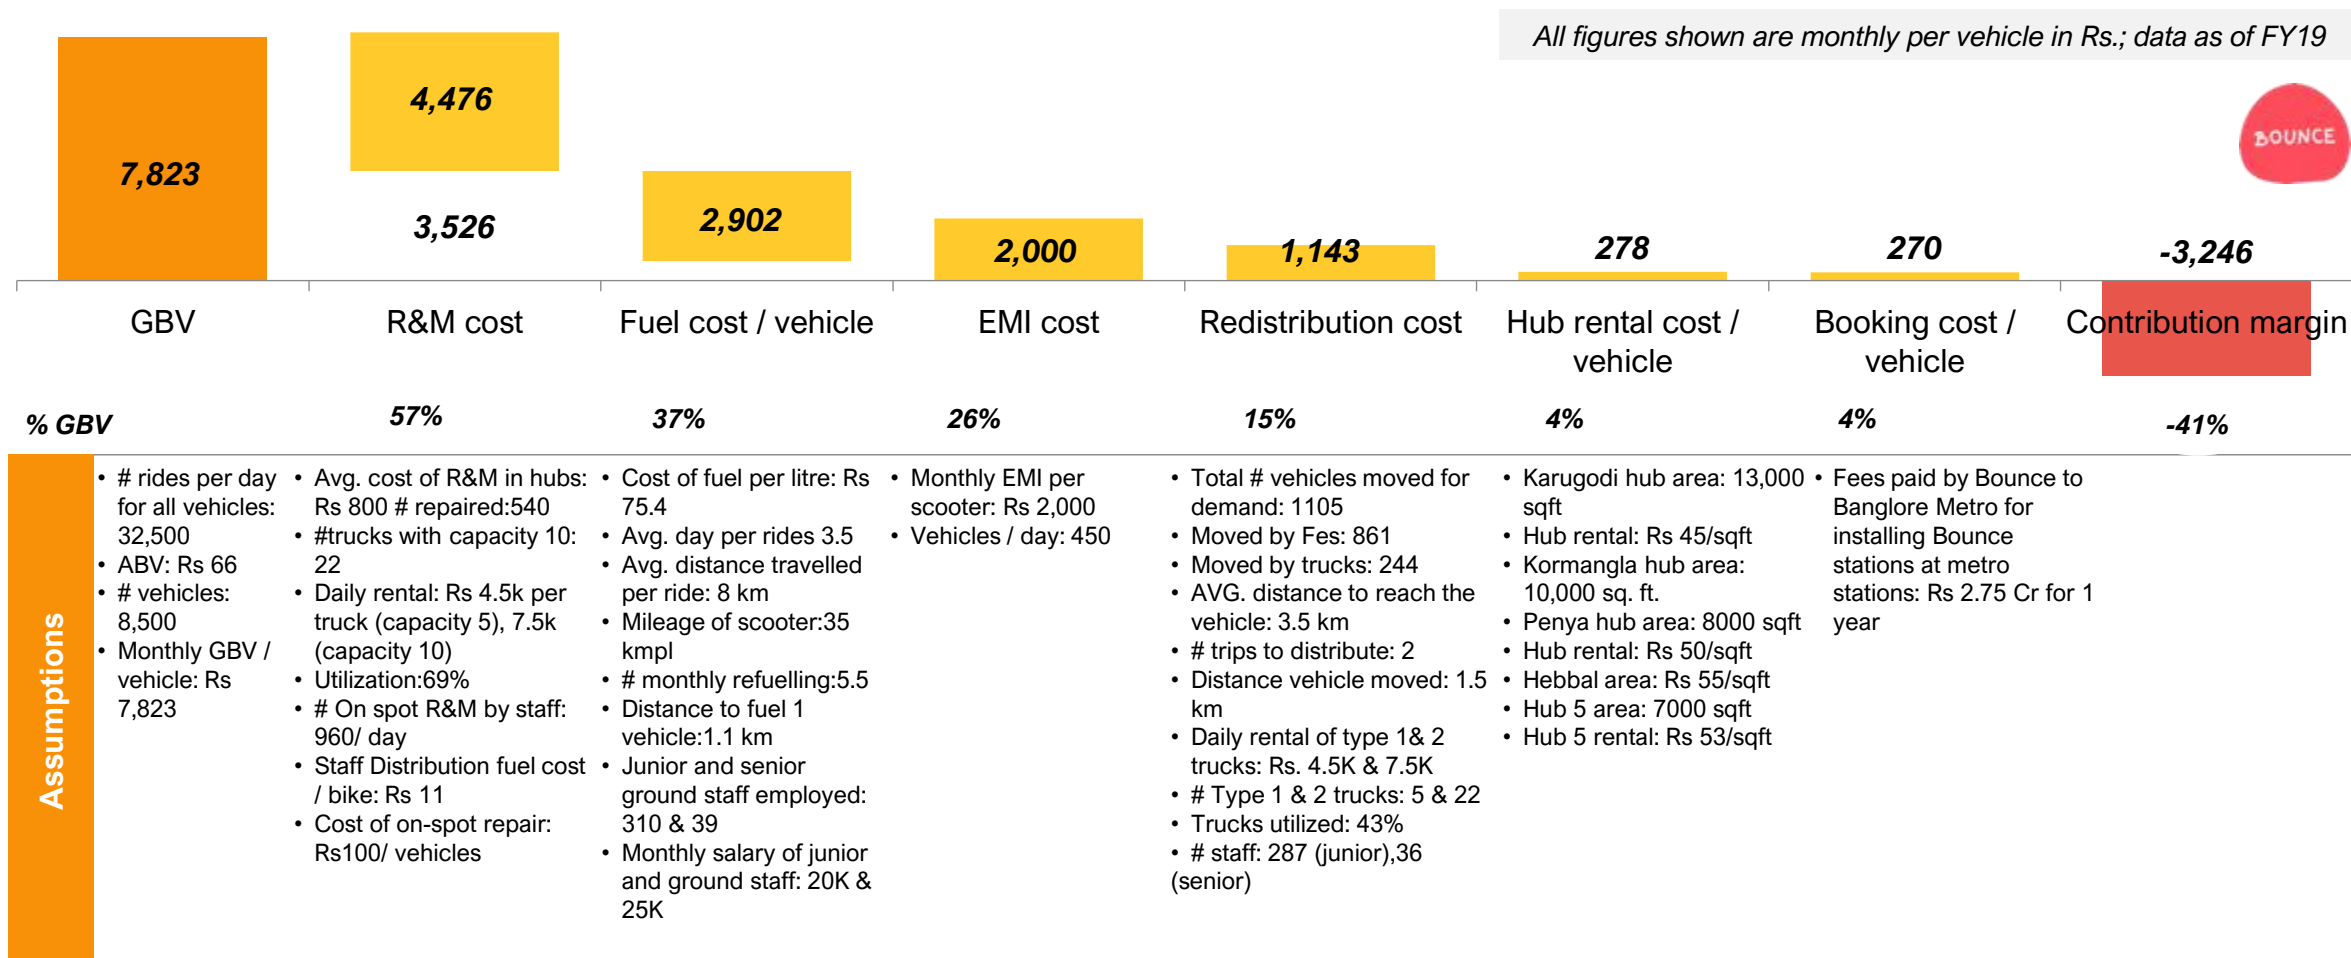 All figures shown are monthly per vehicle in Rs.; data as of FY19
BOUNCE
7,823
4,476
3,526
2,902
2,000
1,143
278
270
-3,246
GBV
R&M cost
Fuel cost / vehicle
EMI cost
Redistribution cost
Hub rental cost /
vehicle
Booking cost /
vehicle
Contribution margin
% GBV
57%
37%
26%
15%
4%
4%
-41%
Assumptions
• # rides per day
for all vehicles:
32,500
• ABV: Rs 66
• # vehicles:
8,500
• Monthly GBV /
vehicle: Rs
7,823
• Avg. cost of R&M in hubs:
Rs 800 # repaired:540
• #trucks with capacity 10:
22
• Daily rental: Rs 4.5k per
truck (capacity 5), 7.5k
(capacity 10)
• Utilization:69%
• # On spot R&M by staff:
960/ day
• Staff Distribution fuel cost
/ bike: Rs 11
• Cost of on-spot repair:
Rs100/ vehicles
• Cost of fuel per litre: Rs
75.4
• Avg. day per rides 3.5
• Avg. distance travelled
per ride: 8 km
• Mileage of scooter:35
kmpl
• # monthly refuelling:5.5
• Distance to fuel 1
vehicle:1.1 km
• Junior and senior
ground staff employed:
310 & 39
• Monthly salary of junior
and ground staff: 20K &
25K
• Monthly EMI per
scooter: Rs 2,000
• Vehicles / day: 450
• Total # vehicles moved for
demand: 1105
• Moved by Fes: 861
• Moved by trucks: 244
• AVG. distance to reach the
vehicle: 3.5 km
• # trips to distribute: 2
• Distance vehicle moved: 1.5
km
• Daily rental of type 1& 2
trucks: Rs. 4.5K & 7.5K
• # Type 1 & 2 trucks: 5 & 22
• Trucks utilized: 43%
• # staff: 287 (junior),36
(senior)
• Karugodi hub area: 13,000
sqft
• Hub rental: Rs 45/sqft
• Kormangla hub area:
10,000 sq. ft.
• Penya hub area: 8000 sqft
• Hub rental: Rs 50/sqft
• Hebbal area: Rs 55/sqft
• Hub 5 area: 7000 sqft
• Hub 5 rental: Rs 53/sqft
• Fees paid by Bounce to
Banglore Metro for
installing Bounce
stations at metro
stations: Rs 2.75 Cr for 1
year